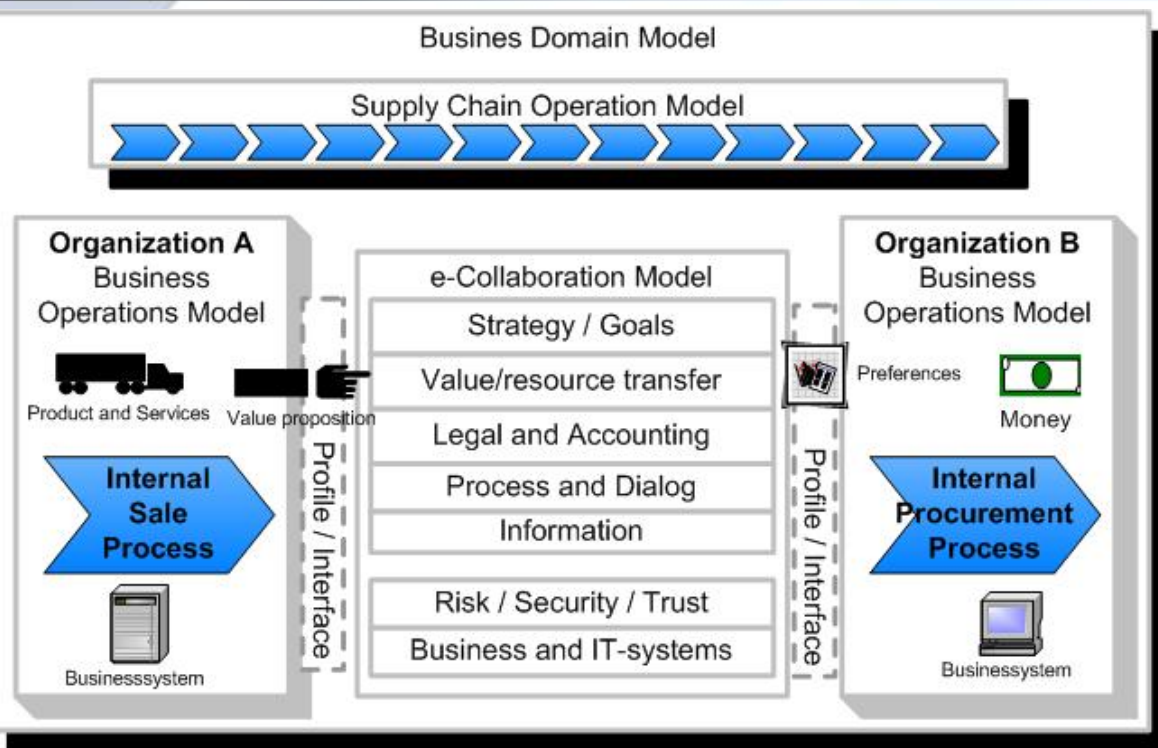 Busines Domain Model
Supply Chain Operation Model
Organization A
Business
Operations Model
Product and Services
Value proposition
Internal
Sale
Process
Businesssystem
Profile / Interface
e-Collaboration Model
Strategy / Goals
Value/resource transfer
Legal and Accounting
Process and Dialog
Information
Risk / Security / Trust
Business and IT-systems
Profile / Interface
Organization B
Business
Operations Model
Preferences
Money
Internal
Procurement
Process
Businessystem